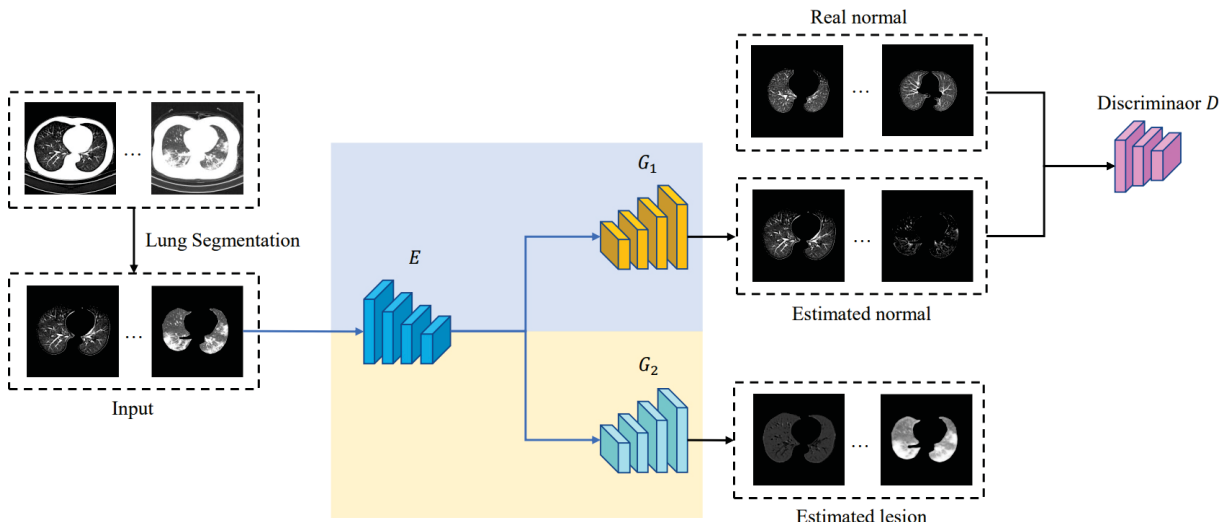 Real normal
Discriminaor D
...
...
G₁
Lung Segmentation
...
E
...
Estimated normal
G₂
Input
...
Estimated lesion